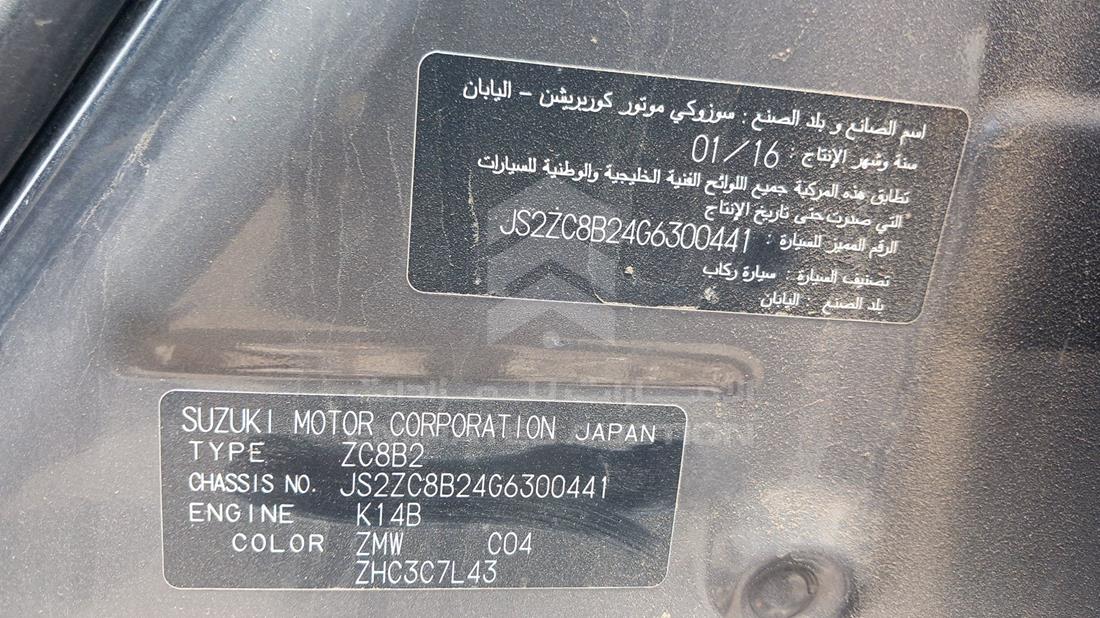 اسم الصانع و بلد الصنع : سوزوكي موتور كوربريشن - اليابان
سنة وشهر الإنتاج : 01/16
تطابق هذه المركبة جميع اللوائح الفنية الخليجية والوطنية للسيارات
التي صدرت حتى تاريخ الإنتاج
الرقم المميز للسيارة : JS2ZC8B24G6300441
تصنيف السيارة : سيارة ركاب
بلد الصنع اليابان
الإمارات للمزادات
SUZUKI MOTOR CORPORATION JAPAN
TYPE ZC8B2
CHASSIS NO. JS2ZC8B24G6300441
ENGINE K14B
COLOR ZMW C04
ZHC3C7L43